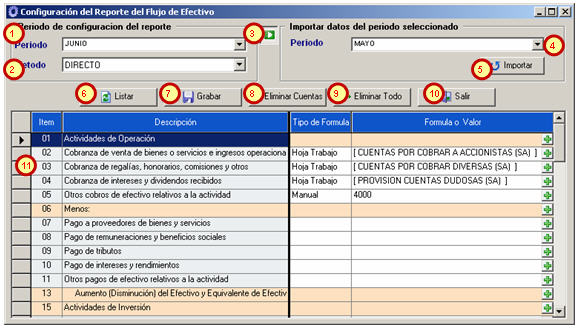 Configuración del Reporte del Flujo de Efectivo
Periodo de configuracion del reporte
Importar datos del periodo seleccionado
1
3
Periodo
JUNIO
Periodo
MAYO
4
2
etodo
DIRECTO
5
Importar
6
Listar
7
Grabar
8
Eliminar Cuentas
9
Eliminar Todo
10
Salir
Item
Descripción
Tipo de Formula
Formula o Valor
01
Actividades de Operación
02
Cobranza de venta de bienes o servicios e ingresos operaciona
Hoja Trabajo
[ CUENTAS POR COBRAR A ACCIONISTAS (SA) ]
11
03
Cobranza de regalías, honorarios, comisiones y otros
Hoja Trabajo
[ CUENTAS POR COBRAR DIVERSAS (SA) ]
04
Cobranza de intereses y dividendos recibidos
Hoja Trabajo
[ PROVISION CUENTAS DUDOSAS (SA) ]
05
Otros cobros de efectivo relativos a la actividad
Manual
4000
06
Menos:
07
Pago a proveedores de bienes y servicios
08
Pago de remuneraciones y beneficios sociales
09
Pago de tributos
10
Pago de intereses y rendimientos
11
Otros pagos de efectivo relativos a la actividad
13
Aumento (Disminución) del Efectivo y Equivalente de Efectiv
15
Actividades de Inversión